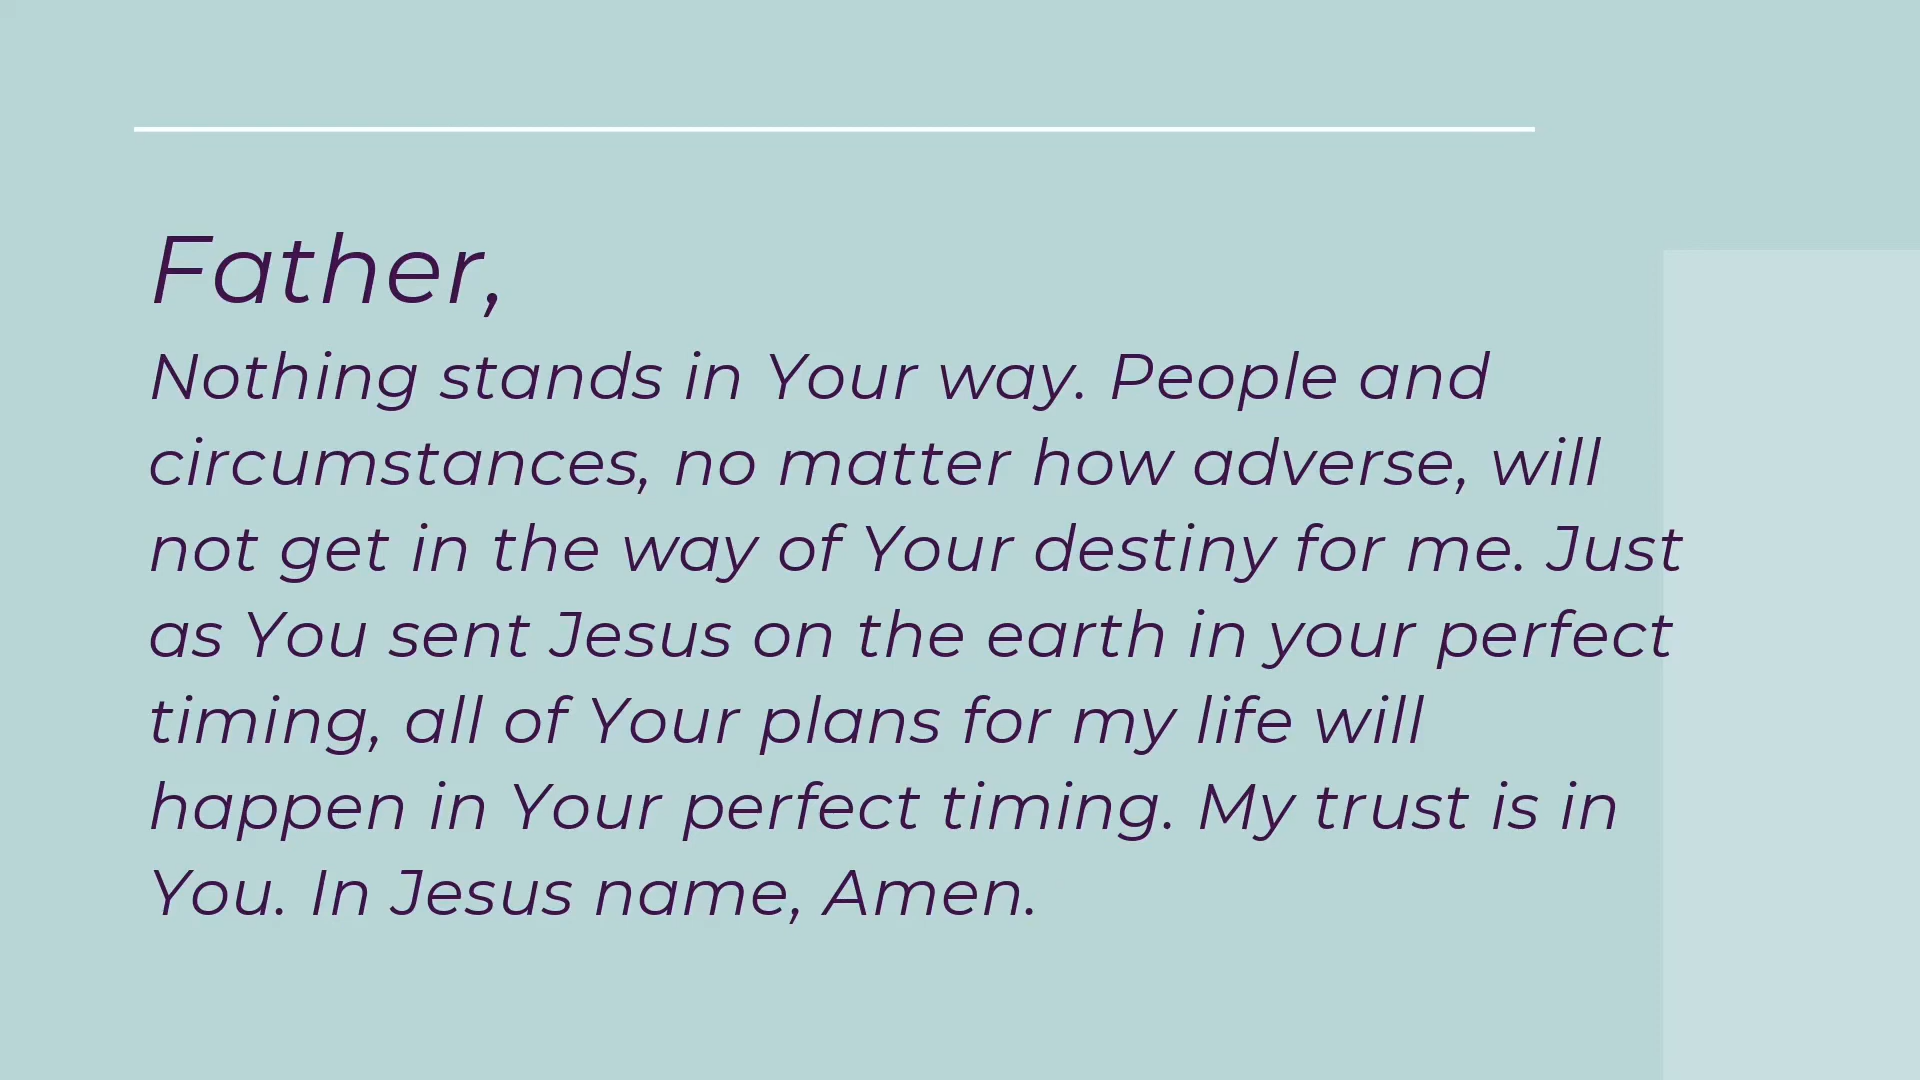 Father,
Nothing stands in Your way. People and
circumstances, no matter how adverse, will
not get in the way of Your destiny for me. Just
as You sent Jesus on the earth in your perfect
timing, all of Your plans for my life will
happen in Your perfect timing. My trust is in
You. In Jesus name, Amen.